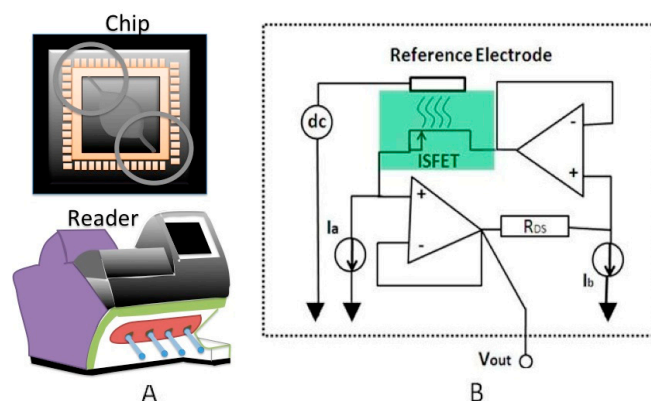 Chip
Reader
A
Reference Electrode
dc
ISFET
-
+
Ia
+
-
RDS
Ib
Vout
B